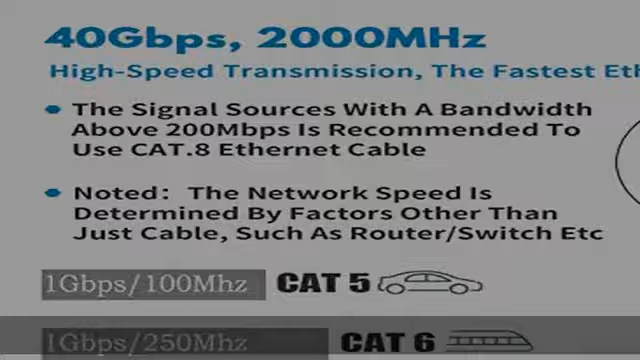 40Gbps, 2000MHz
High-Speed Transmission, The Fastest
The Signal Sources With A Bandwidth
Above 200Mbps Is Recommended To
Use CAT.8 Ethernet Cable
Noted: The Network Speed Is
Determined By Factors Other Than
Just Cable, Such As Router/Switch Etc
1Gbps/100Mhz CAT 5
1Gbps/250Mhz CAT 6